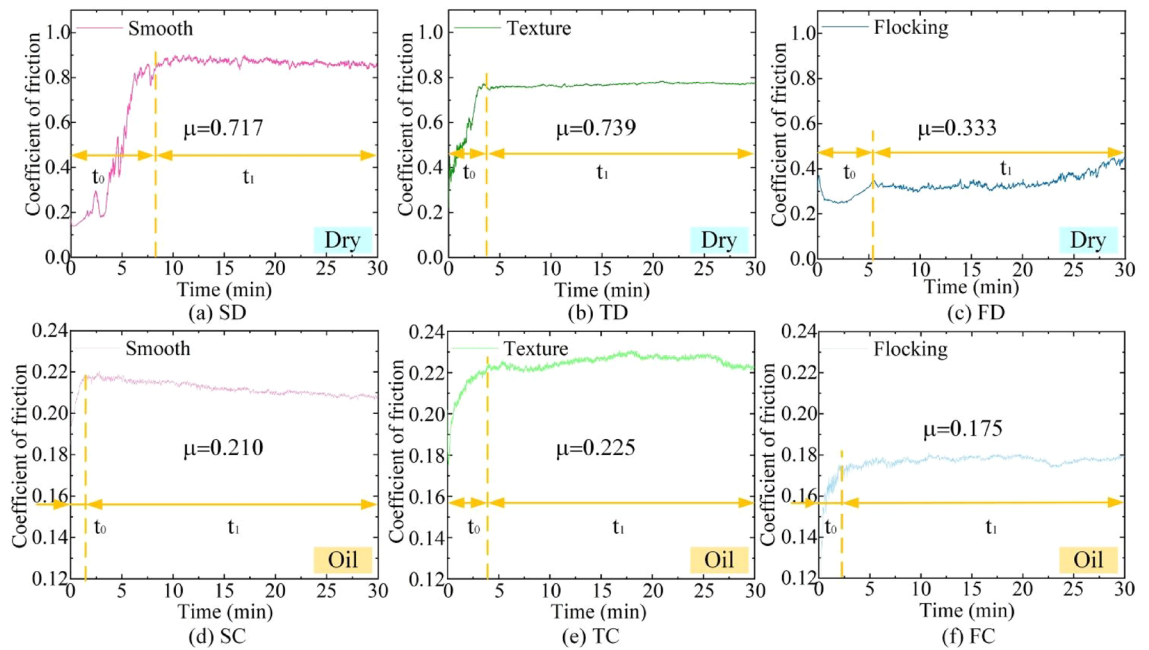 Smooth
Coefficient of friction
1.0
0.8
0.6
0.4
0.2
0.0
μ=0.717
t0
t1
Dry
0 5 10 15 20 25 30
Time (min)
(a) SD
Texture
Coefficient of friction
1.0
0.8
0.6
0.4
0.2
0.0
μ=0.739
t0
t1
Dry
0 5 10 15 20 25 30
Time (min)
(b) TD
Flocking
Coefficient of friction
1.0
0.8
0.6
0.4
0.2
0.0
μ=0.333
t0
t1
Dry
0 5 10 15 20 25 30
Time (min)
(c) FD
Smooth
Coefficient of friction
0.24
0.22
0.20
0.18
0.16
0.14
0.12
μ=0.210
t0
t1
Oil
0 5 10 15 20 25 30
Time (min)
(d) SC
Texture
Coefficient of friction
0.24
0.22
0.20
0.18
0.16
0.14
0.12
μ=0.225
t0
t1
Oil
0 5 10 15 20 25 30
Time (min)
(e) TC
Flocking
Coefficient of friction
0.24
0.22
0.20
0.18
0.16
0.14
0.12
μ=0.175
t0
t1
Oil
0 5 10 15 20 25 30
Time (min)
(f) FC